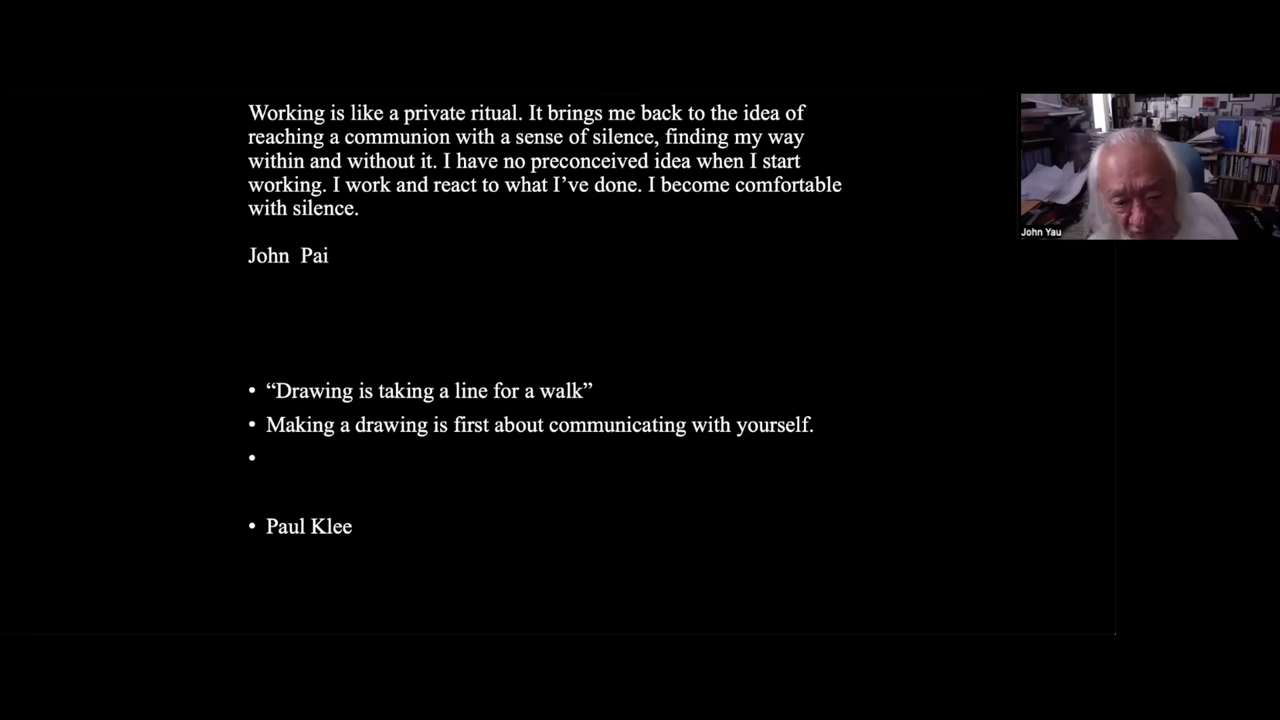 Working is like a private ritual. It brings me back to the idea of
reaching a communion with a sense of silence, finding my way
within and without it. I have no preconceived idea when I start
working. I work and react to what I’ve done. I become comfortable
with silence.
John Pai
John Yau
• “Drawing is taking a line for a walk”
• Making a drawing is first about communicating with yourself.
•
• Paul Klee